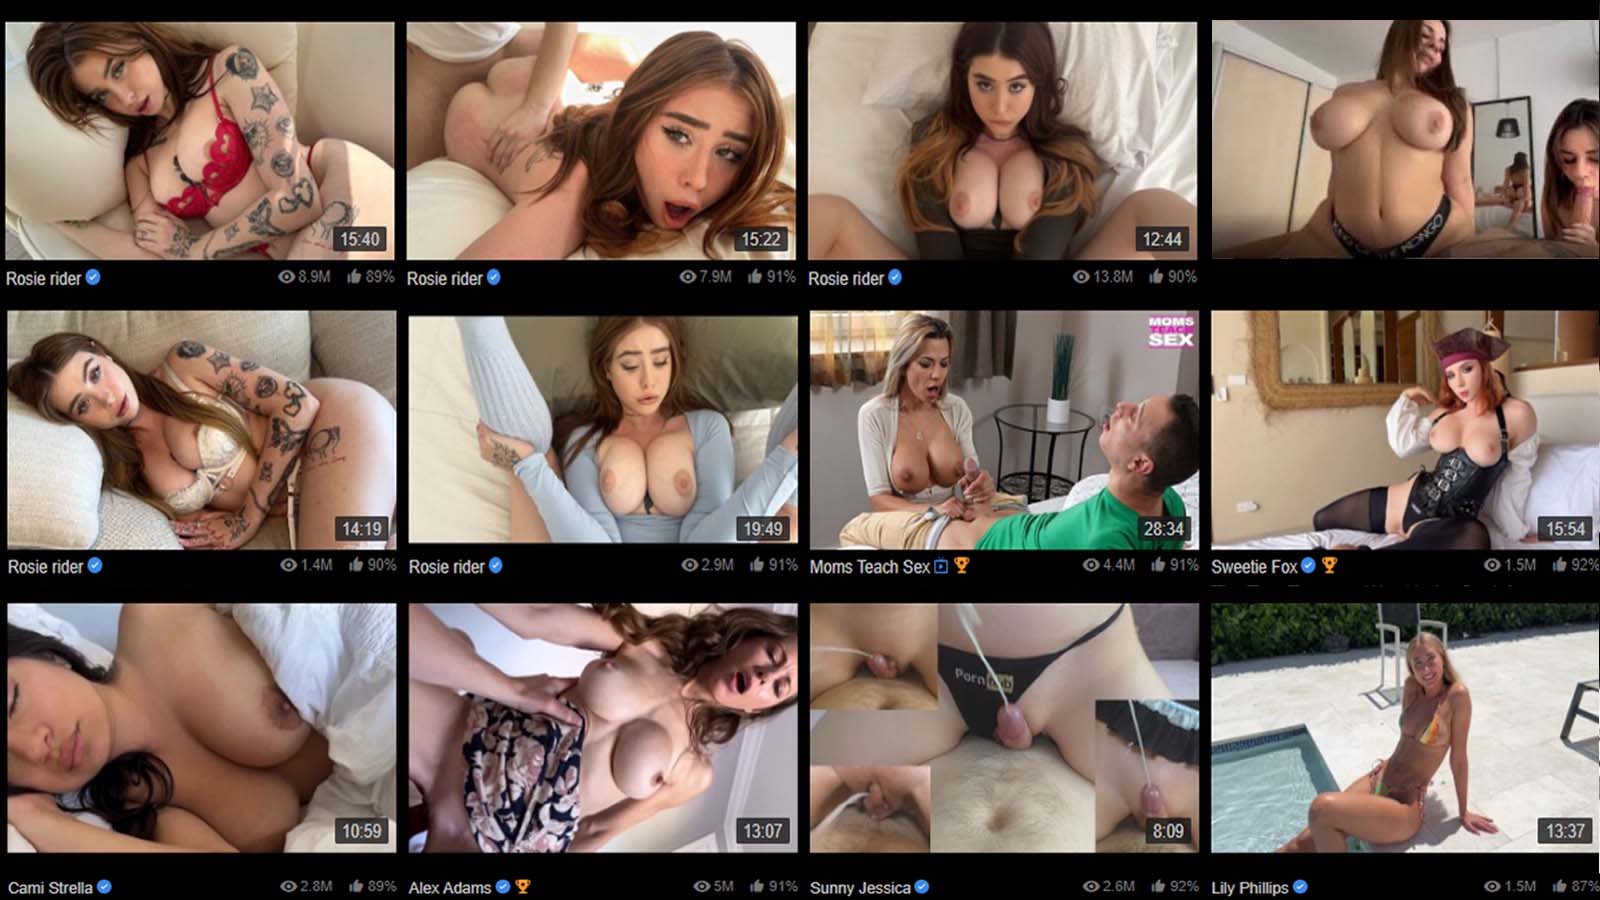 15:40
15:22
12:44
KONGO
Rosie rider 8.9M 89%
Rosie rider 7.9M 91%
Rosie rider 13.8M 90%
MOMS
TEACH
SEX
14:19
19:49
28:34
15:54
Rosie rider 1.4M 90%
Rosie rider 2.9M 91%
Moms Teach Sex 4.4M 91%
Sweetie Fox 1.5M 92%
Porn hub
10:59
13:07
8:09
13:37
Cami Strella 2.8M 89%
Alex Adams 5M 91%
Sunny Jessica 2.6M 92%
Lily Phillips 1.5M 87%